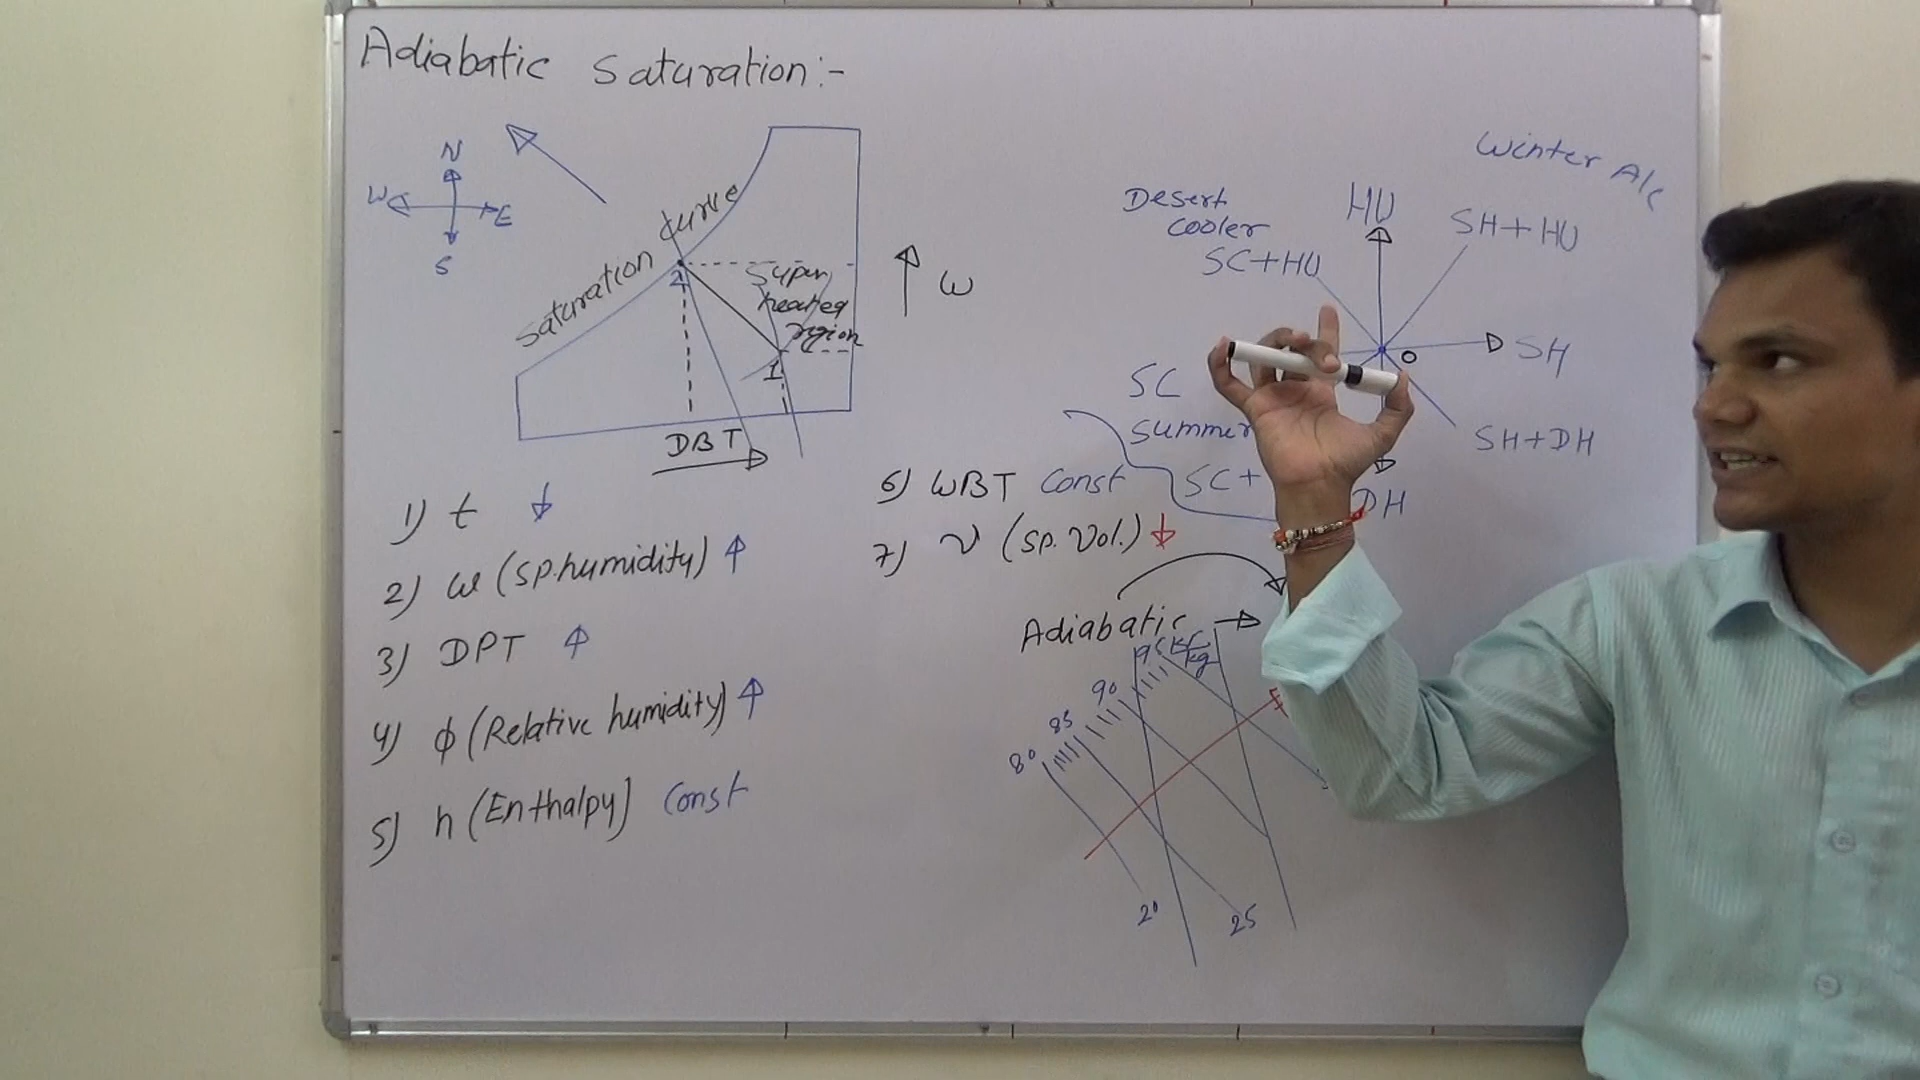 Adiabatic Saturation:-
N
W
E
S
Saturation Curve
Super
heated
region
2
1
DBT
ω
1) t ↓
2) ω (sp.humidity) ↑
3) DPT ↑
4) ϕ (Relative humidity) ↑
5) h (Enthalpy) Const
6) WBT Const
7) v (sp. Vol.) ↓
Winter A/c
Desert
cooler
SC+HU
HU
SH+HU
SH
O
SC
SH+DH
Summer
SC+
DH
Adiabatic →
kJ/kg
90
85
80
20
25